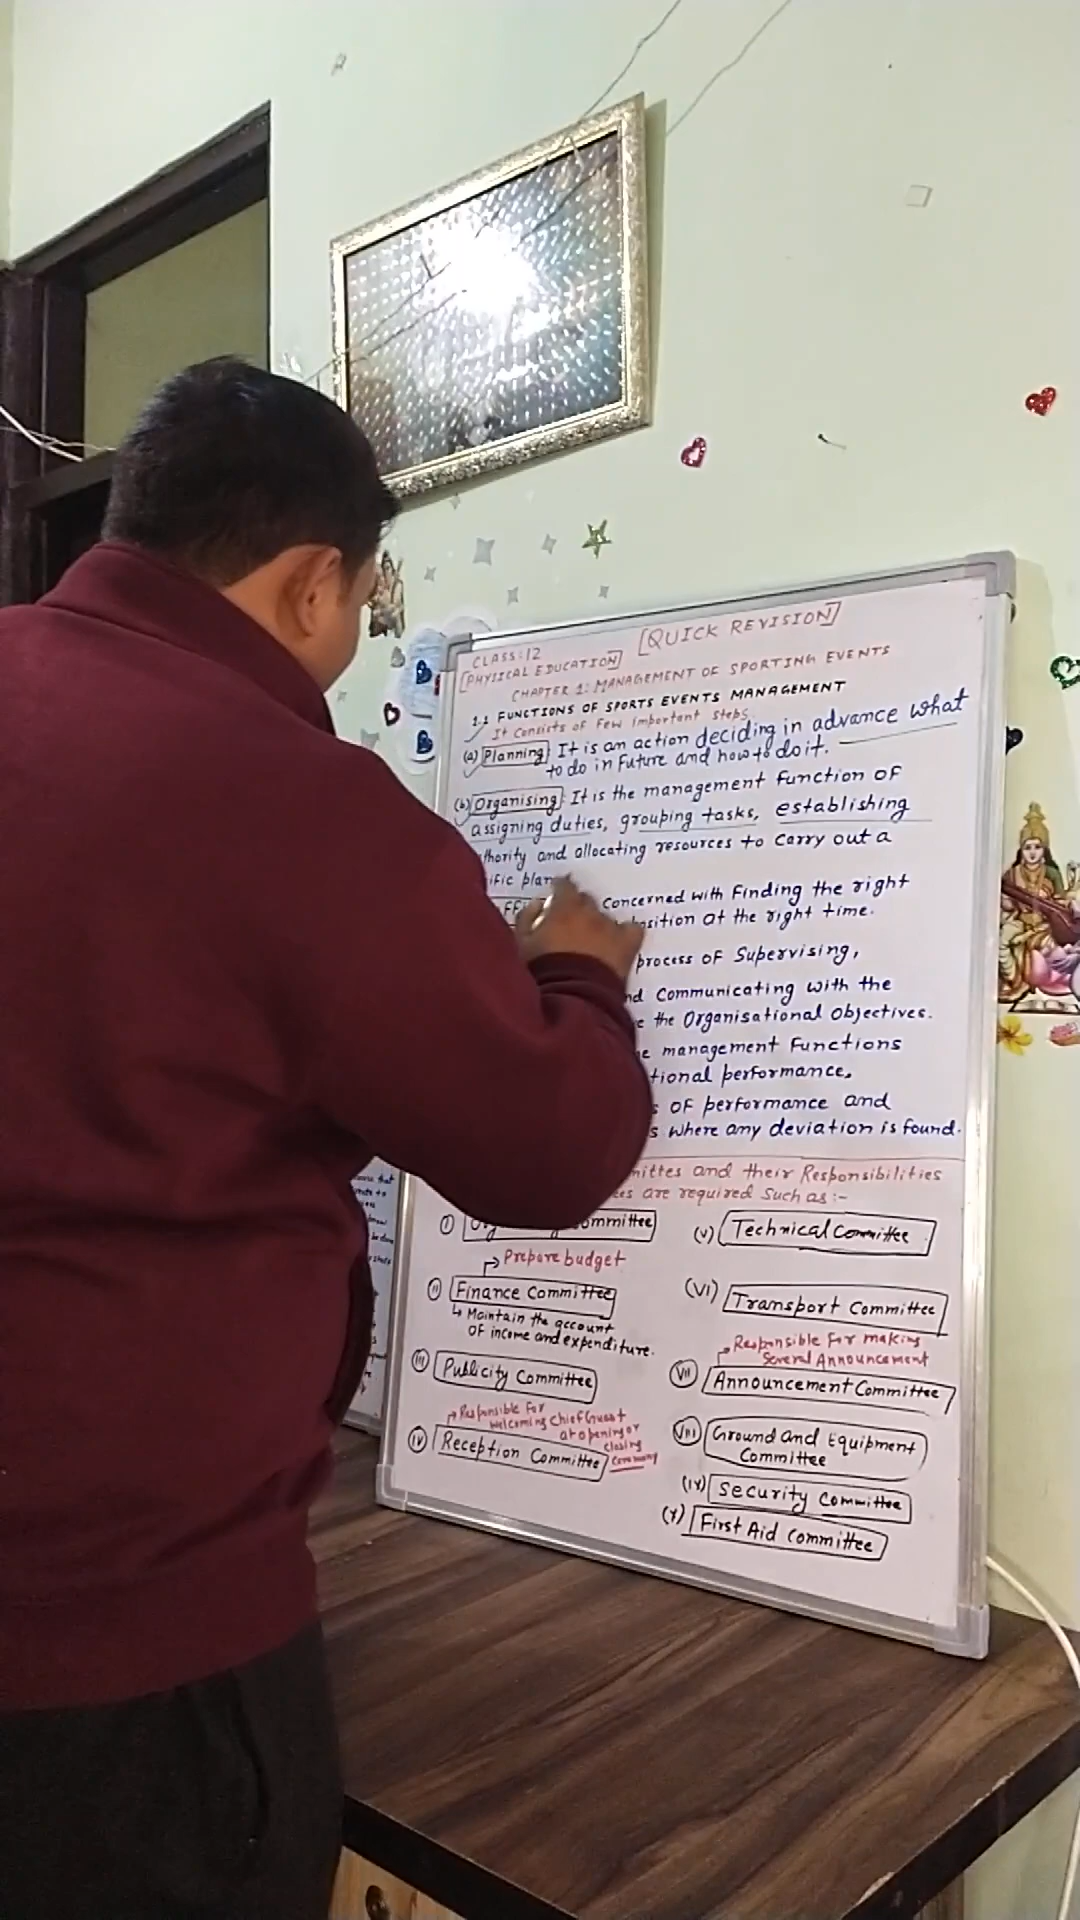 CLASS:12
[QUICK REVISION]
[PHYSICAL EDUCATION]
CHAPTER 1: MANAGEMENT OF SPORTING EVENTS
1.1 FUNCTIONS OF SPORTS EVENTS MANAGEMENT
It Consists of Few Important Steps
(a) Planning: It is an action deciding in advance what
to do in Future and how to do it.
(b) Organising: It is the management Function OF
assigning duties, grouping tasks, establishing
thority and allocating resources to carry out a
ific plan
concerned with Finding the right
position at the right time.
process OF Supervising,
nd Communicating with the
e the Organisational Objectives.
e management Functions
tional performance,
s OF performance and
s where any deviation is found.
mittes and their Responsibilities
ees are required Such as:-
(I) Committee
(V) Technical Committee
Prepare budget
(II) Finance Committee
(VI) Transport Committee
Maintain the account
OF income and expenditure.
Responsible For making
Several Announcement
(III) Publicity Committee
(VII) Announcement Committee
Responsible For
Welcoming Chief Guest
at opening or
closing
Ceremony
(IV) Reception Committee
(VIII) Ground and Equipment
Committee
(IX) Security Committee
(X) First Aid Committee